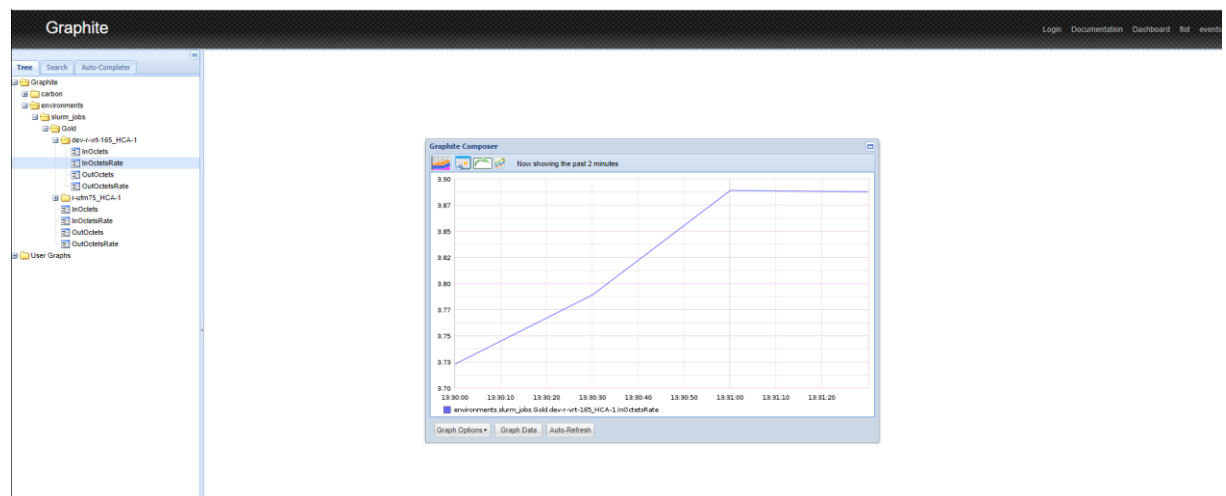 Graphite
Login Documentation Dashboard flot events
Tree Search Auto-Completer
Graphite
carbon
environments
slurm_jobs
Gold
dev-r-vrt-165_HCA-1
InOctets
InOctetsRate
OutOctets
OutOctetsRate
r-ufm75_HCA-1
InOctets
InOctetsRate
OutOctets
OutOctetsRate
User Graphs
Graphite Composer
Now showing the past 2 minutes
3.90
3.87
3.85
3.82
3.80
3.77
3.75
3.73
3.70
13:30:00 13:30:10 13:30:20 13:30:30 13:30:40 13:30:50 13:31:00 13:31:10 13:31:20
environments.slurm_jobs.Gold.dev-r-vrt-165_HCA-1.InOctetsRate
Graph Options Graph Data Auto-Refresh